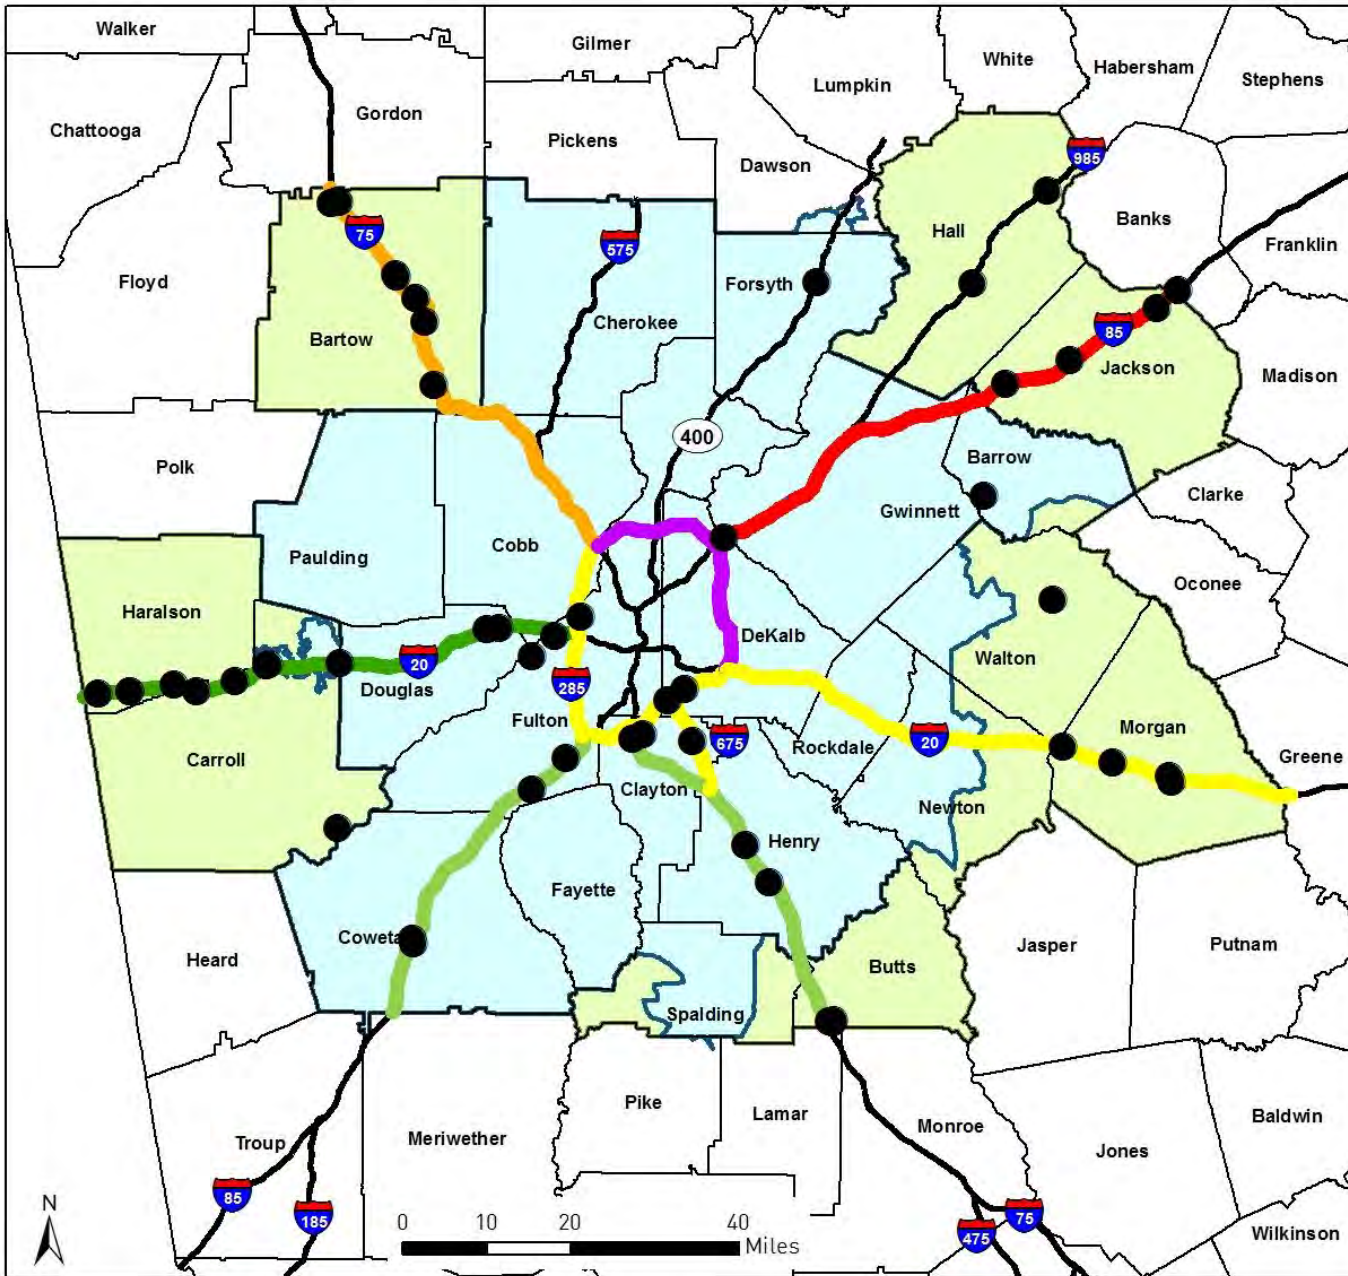 Walker
Gilmer
White
Habersham
Stephens
Lumpkin
Gordon
Chattooga
Pickens
Dawson
985
Banks
Hall
Franklin
75
575
Floyd
Forsyth
Cherokee
85
Bartow
Jackson
Madison
400
Polk
Barrow
Clarke
Gwinnett
Cobb
Paulding
Oconee
Haralson
DeKalb
Walton
20
Douglas
285
Fulton
Morgan
675
20
Rockdale
Greene
Carroll
Clayton
Newton
Henry
Fayette
Coweta
Jasper
Putnam
Heard
Butts
Spalding
Pike
Lamar
Baldwin
Monroe
Meriwether
Troup
Jones
85
185
N
0 10 20 40
Miles
75
475
Wilkinson